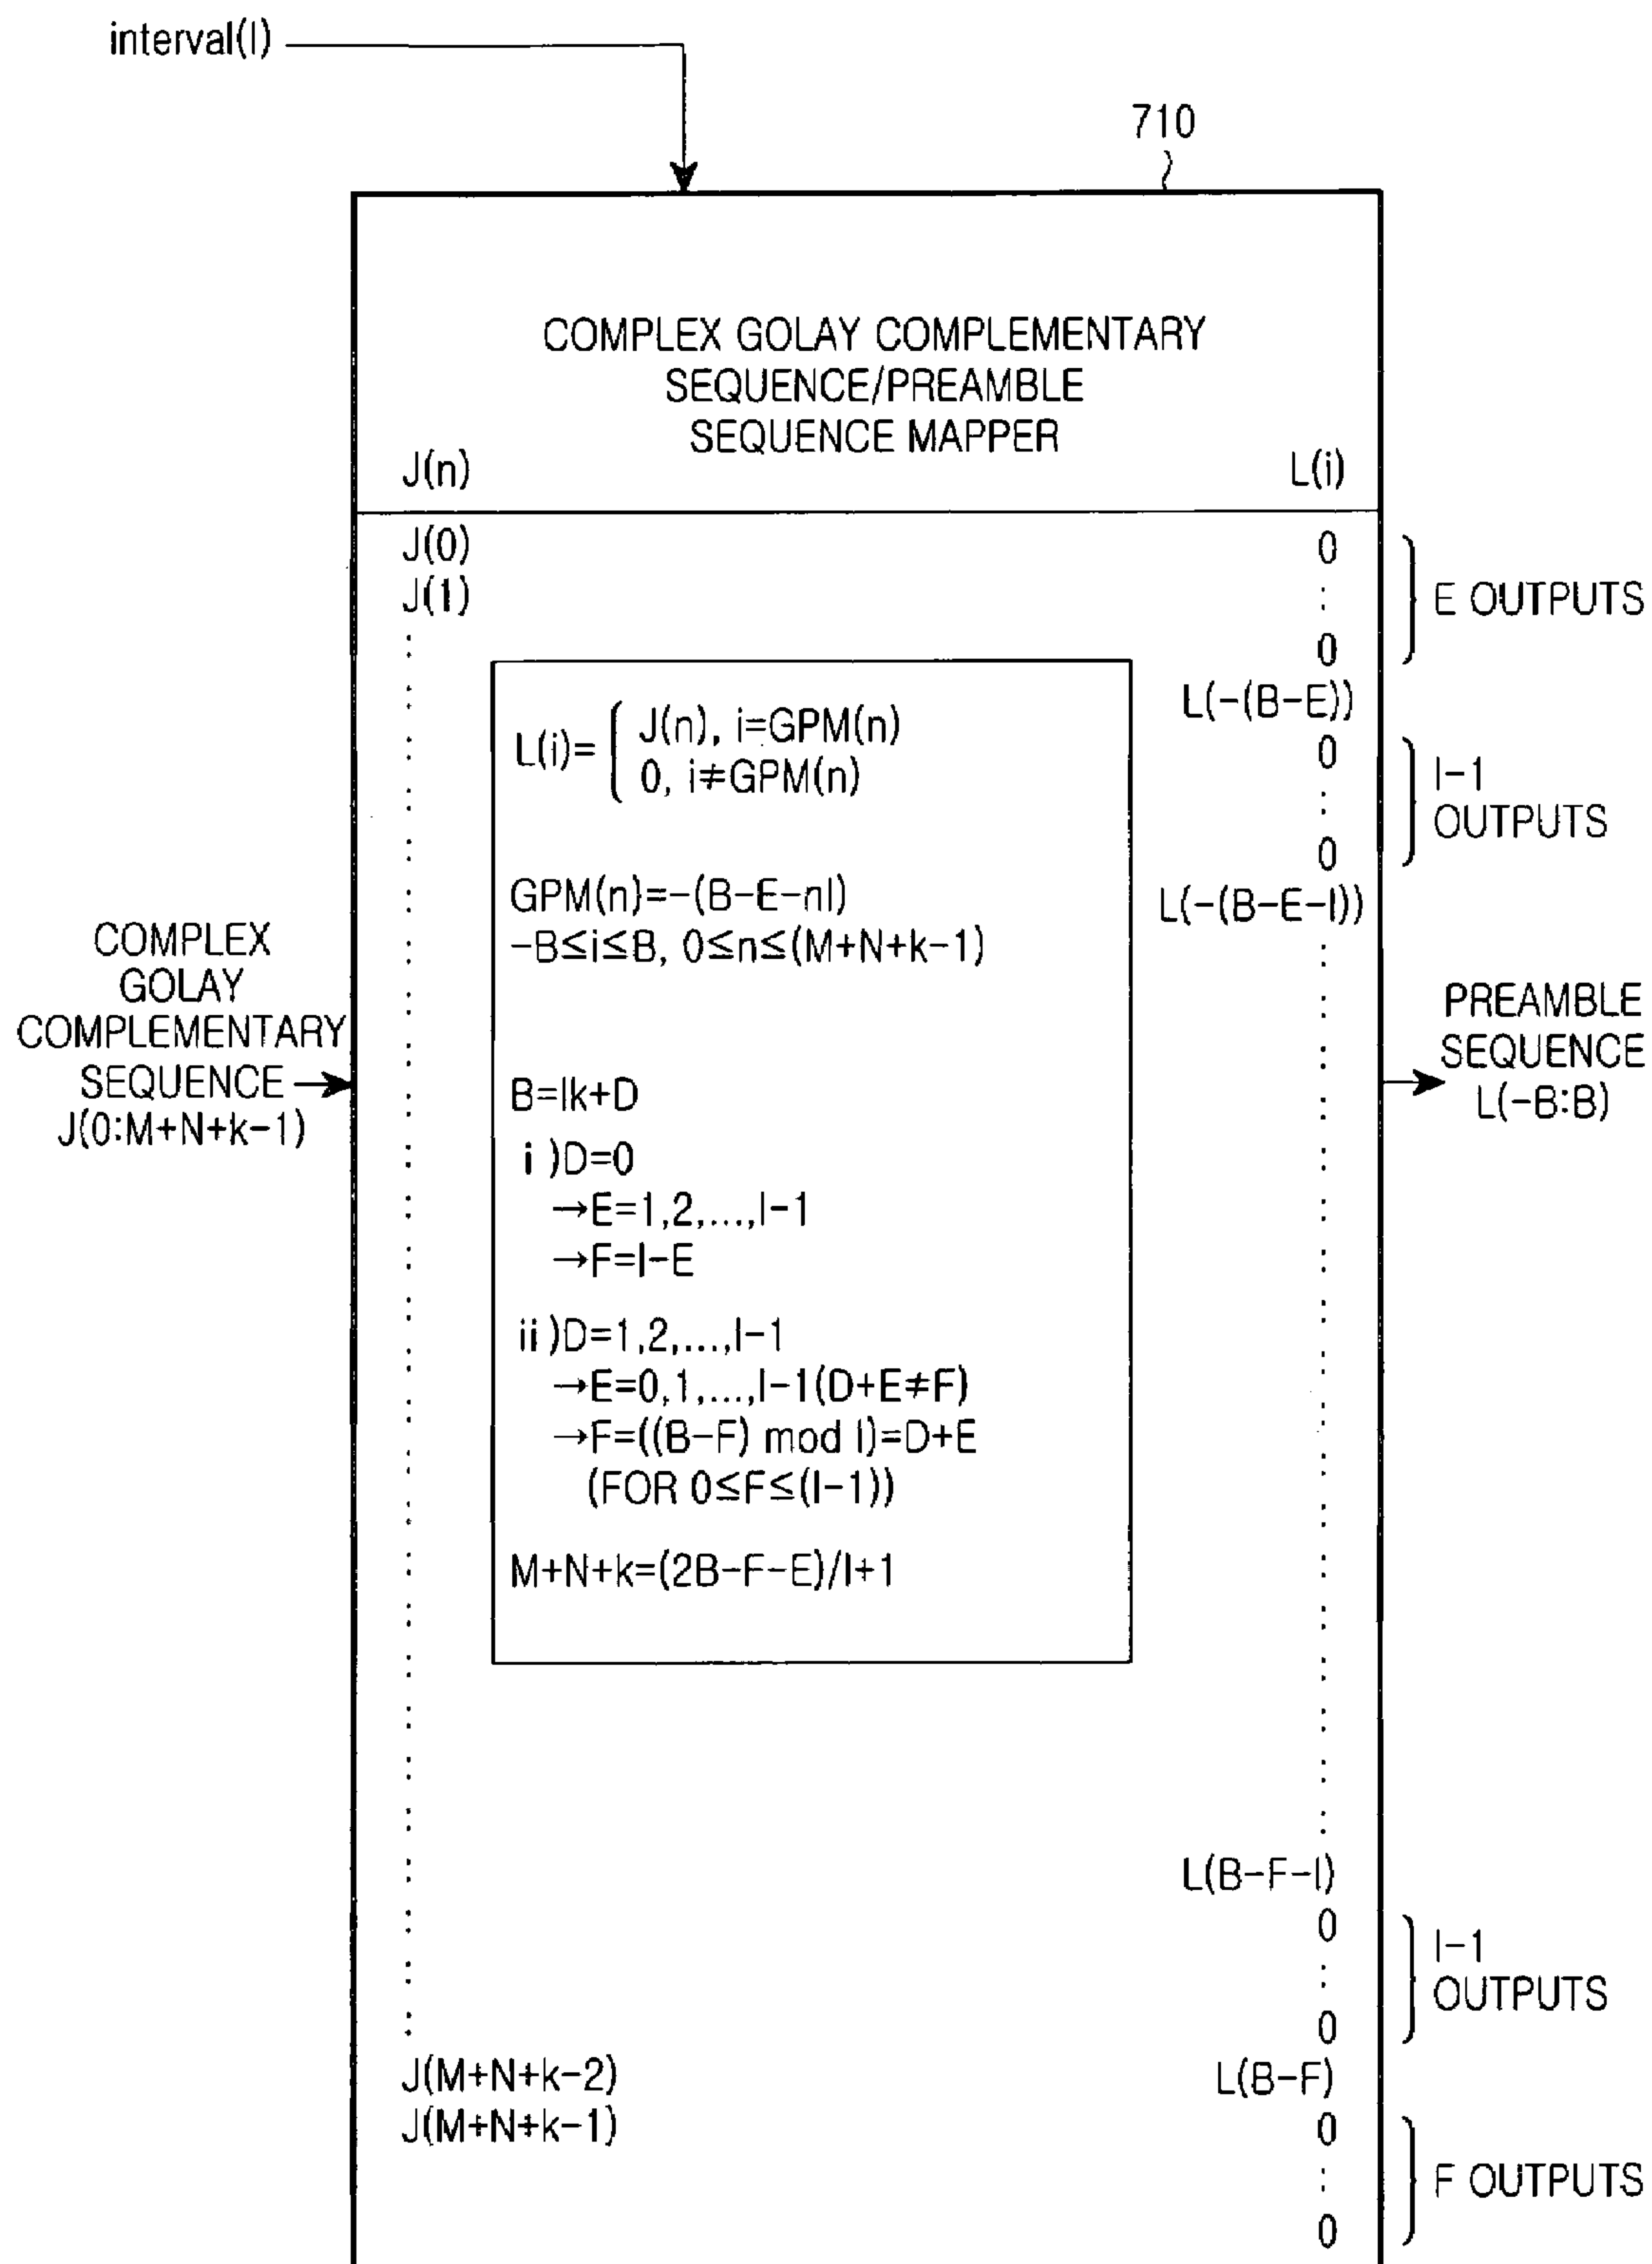 interval(I)
710
COMPLEX GOLAY COMPLEMENTARY
SEQUENCE/PREAMBLE
SEQUENCE MAPPER
J(n)
L(i)
J(0)
J(1)
0
0
E OUTPUTS
L(-(B-E))
0
0
I-1
OUTPUTS
L(-(B-E-I))
L(i)= { J(n), i=GPM(n)
0, i≠GPM(n)
GPM(n)=-(B-E-nI)
-B≤i≤B, 0≤n≤(M+N+k-1)
B=Ik+D
i )D=0
→E=1,2,...,I-1
→F=I-E
ii )D=1,2,...,I-1
→E=0,1,...,I-1(D+E≠F)
→F=((B-F) mod I)=D+E
(FOR 0≤F≤(I-1))
M+N+k=(2B-F-E)/I+1
COMPLEX
GOLAY
COMPLEMENTARY
SEQUENCE
J(0:M+N+k-1)
PREAMBLE
SEQUENCE
L(-B:B)
L(B-F-I)
0
0
I-1
OUTPUTS
J(M+N+k-2)
L(B-F)
J(M+N+k-1)
0
0
F OUTPUTS